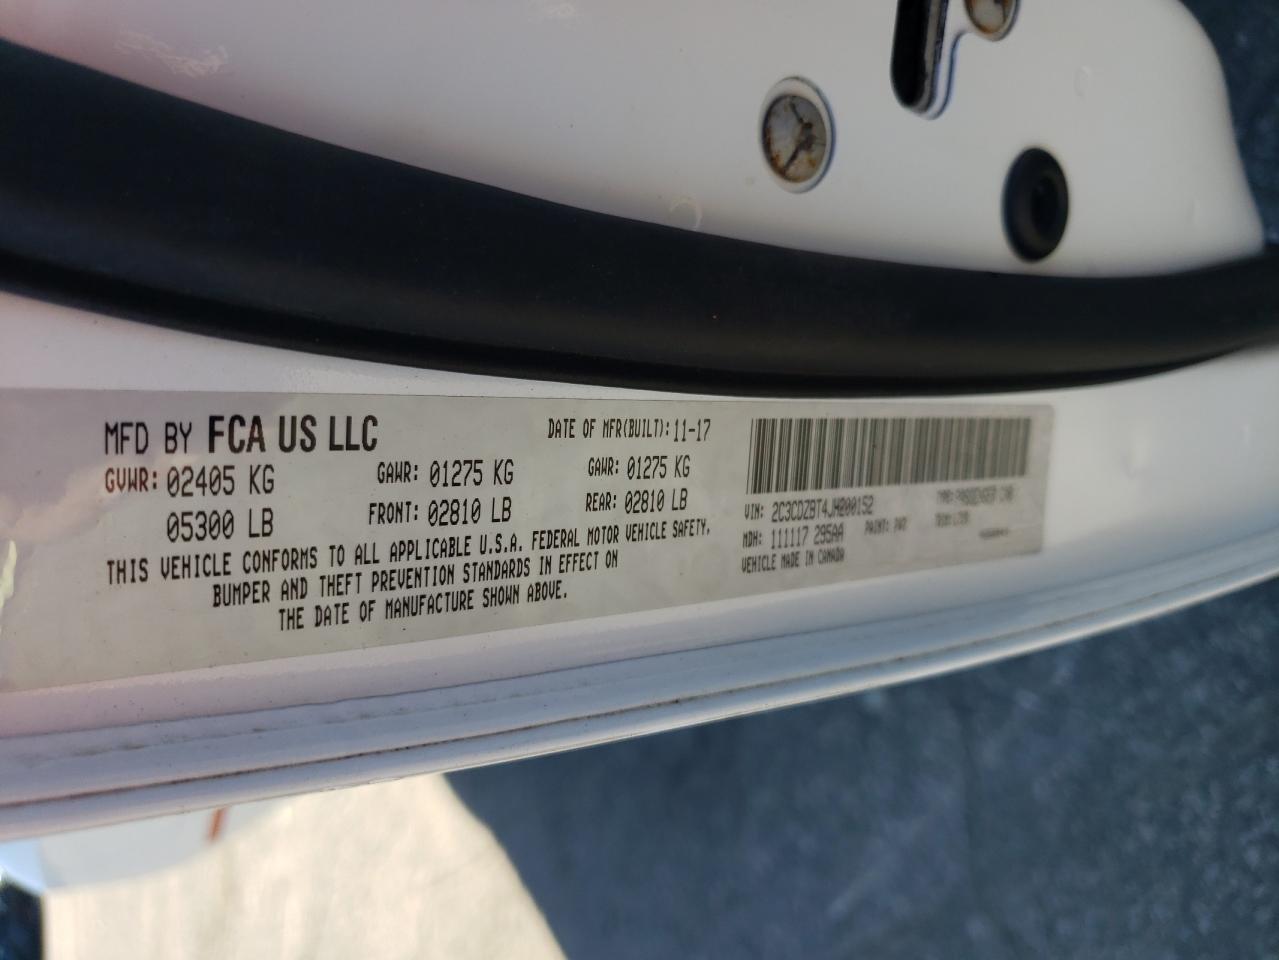 MFD BY FCA US LLC
DATE OF MFR(BUILT): 11-17
GVWR: 02405 KG
05300 LB
GAWR: 01275 KG
FRONT: 02810 LB
GAWR: 01275 KG
REAR: 02810 LB
THIS VEHICLE CONFORMS TO ALL APPLICABLE U.S.A. FEDERAL MOTOR VEHICLE SAFETY,
BUMPER AND THEFT PREVENTION STANDARDS IN EFFECT ON
THE DATE OF MANUFACTURE SHOWN ABOVE.
VIN: 2C3CDZBT4JH200152
MDH: 111117 295AA
PAINT: PW7
VEHICLE MADE IN CANADA